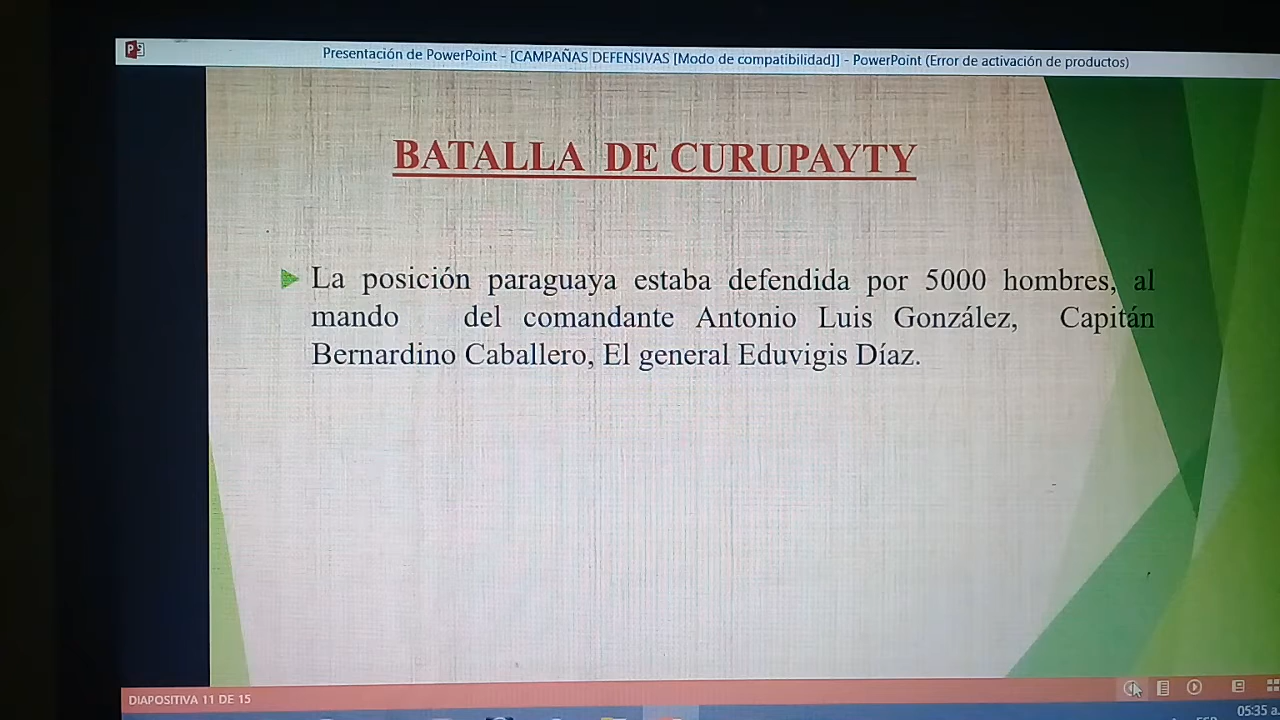 Presentación de PowerPoint - [CAMPAÑAS DEFENSIVAS [Modo de compatibilidad]] - PowerPoint (Error de activación de productos)
BATALLA DE CURUPAYTY
La posición paraguaya estaba defendida por 5000 hombres, al
mando del comandante Antonio Luis González, Capitán
Bernardino Caballero, El general Eduvigis Díaz.
DIAPOSITIVA 11 DE 15
05:35 a.